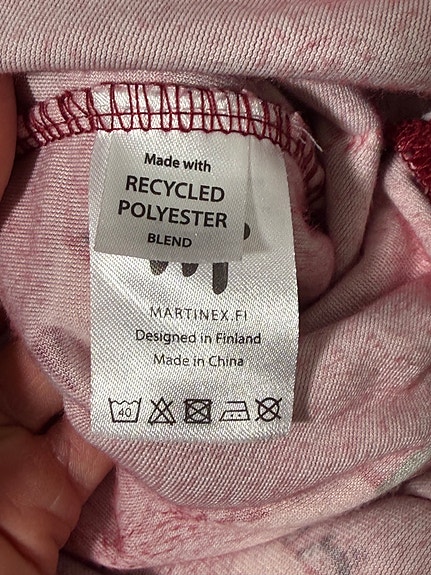 Made with
RECYCLED
POLYESTER
BLEND
MARTINEX.FI
Designed in Finland
Made in China
40